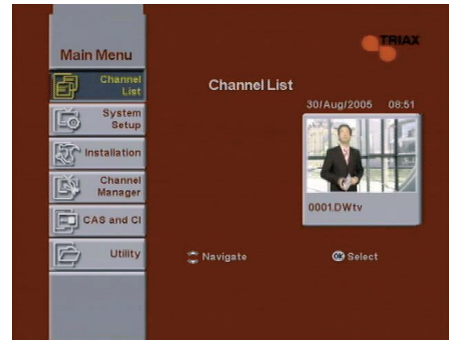 Main Menu
TRIAX
Channel
List
Channel List
System
Setup
30/Aug/2005 08:51
Installation
Channel
Manager
0001.DWtv
CAS and CI
Utility
Navigate
OK Select